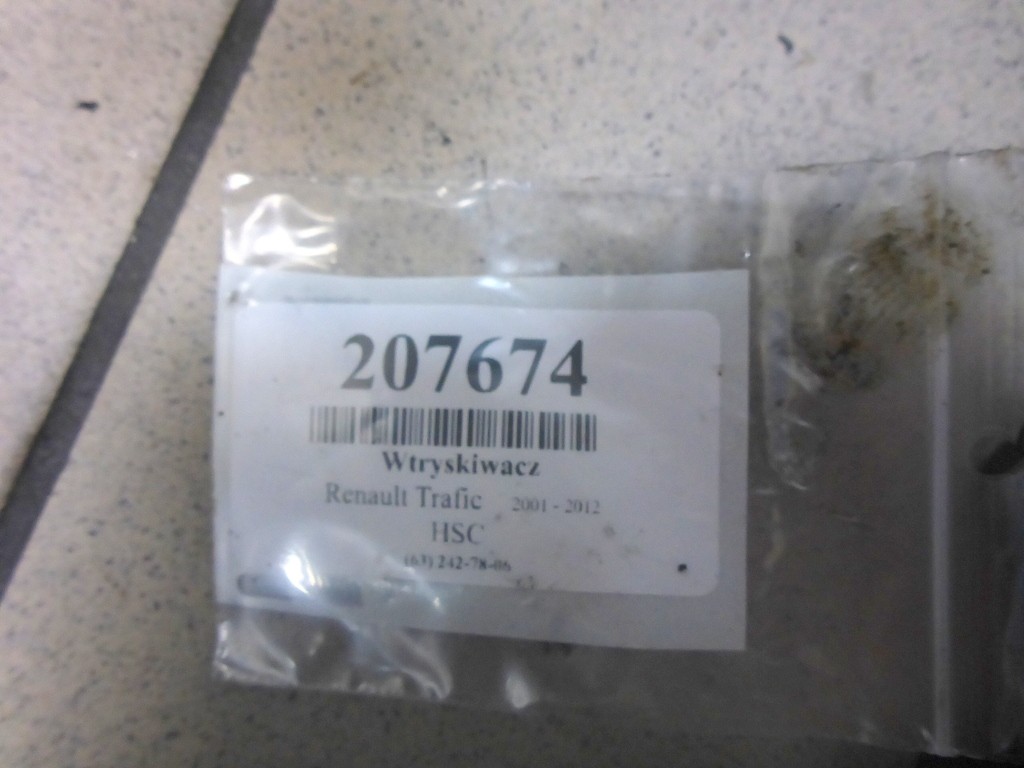 207674
Wtryskiwacz
Renault Trafic 2001 - 2012
HSC
(63) 242-78-06